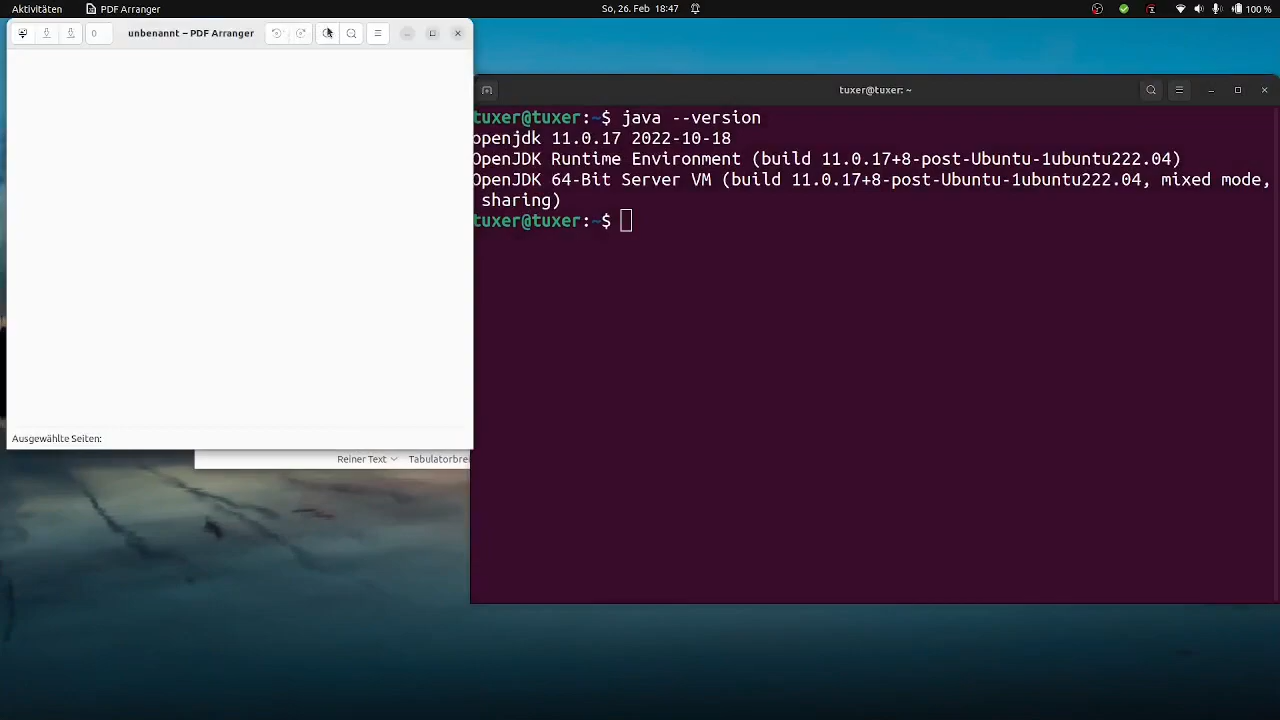 Aktivitäten PDF Arranger So, 26. Feb 18:47 100 %
0 unbenannt – PDF Arranger
tuxer@tuxer: ~
tuxer@tuxer:~$ java --version
openjdk 11.0.17 2022-10-18
OpenJDK Runtime Environment (build 11.0.17+8-post-Ubuntu-1ubuntu222.04)
OpenJDK 64-Bit Server VM (build 11.0.17+8-post-Ubuntu-1ubuntu222.04, mixed mode,
sharing)
tuxer@tuxer:~$
Ausgewählte Seiten:
Reiner Text Tabulatorbrei